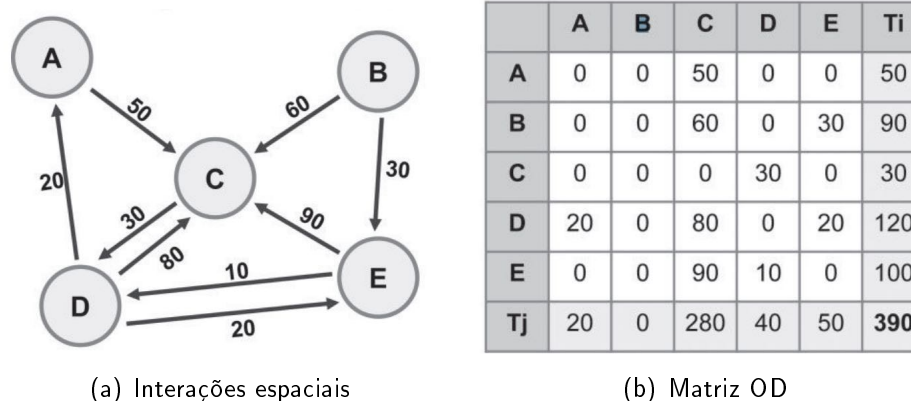 A
B
50
60
C
20
30
30
90
80
10
E
D
20
A B C D E Ti
A 0 0 50 0 0 50
B 0 0 60 0 30 90
C 0 0 0 30 0 30
D 20 0 80 0 20 120
E 0 0 90 10 0 100
Tj 20 0 280 40 50 390
(a) Interações espaciais
(b) Matriz OD